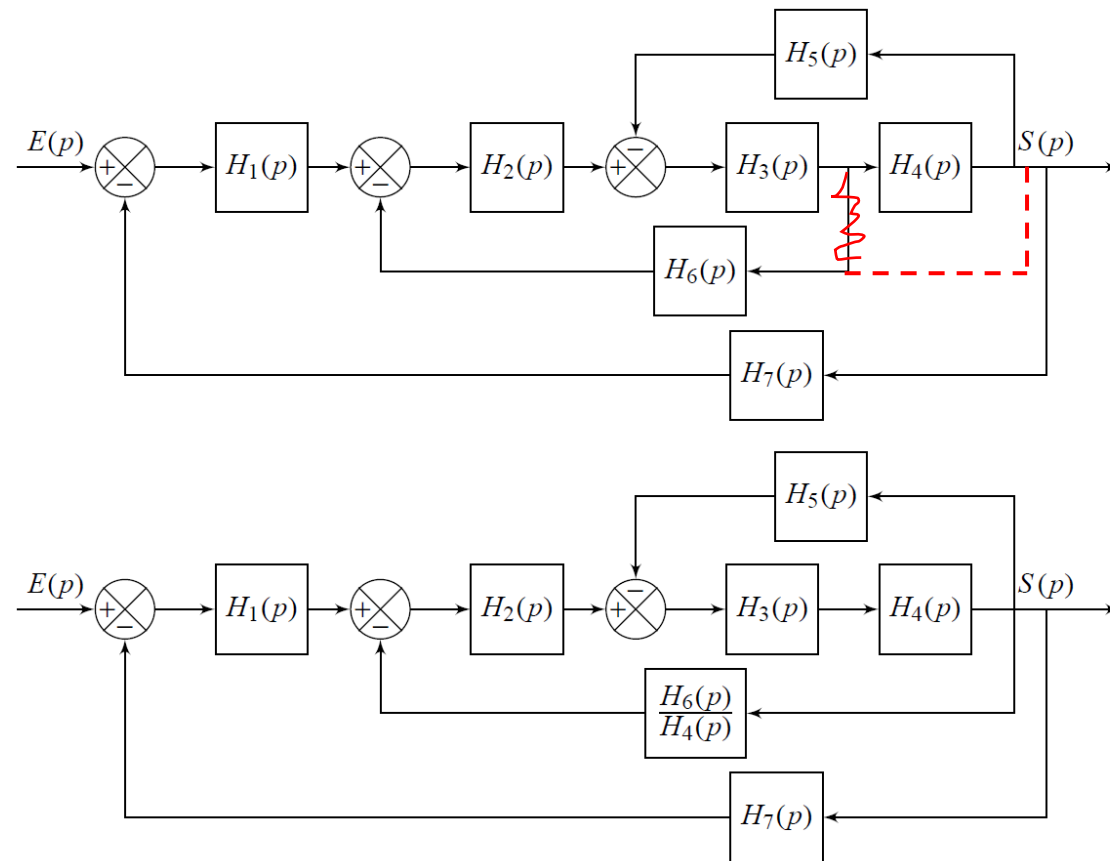 H5(p)
E(p) + − H1(p) + − H2(p) + − H3(p) H4(p) S(p)
H6(p)
H7(p)
H5(p)
E(p) + − H1(p) + − H2(p) + − H3(p) H4(p) S(p)
H6(p)
H4(p)
H7(p)